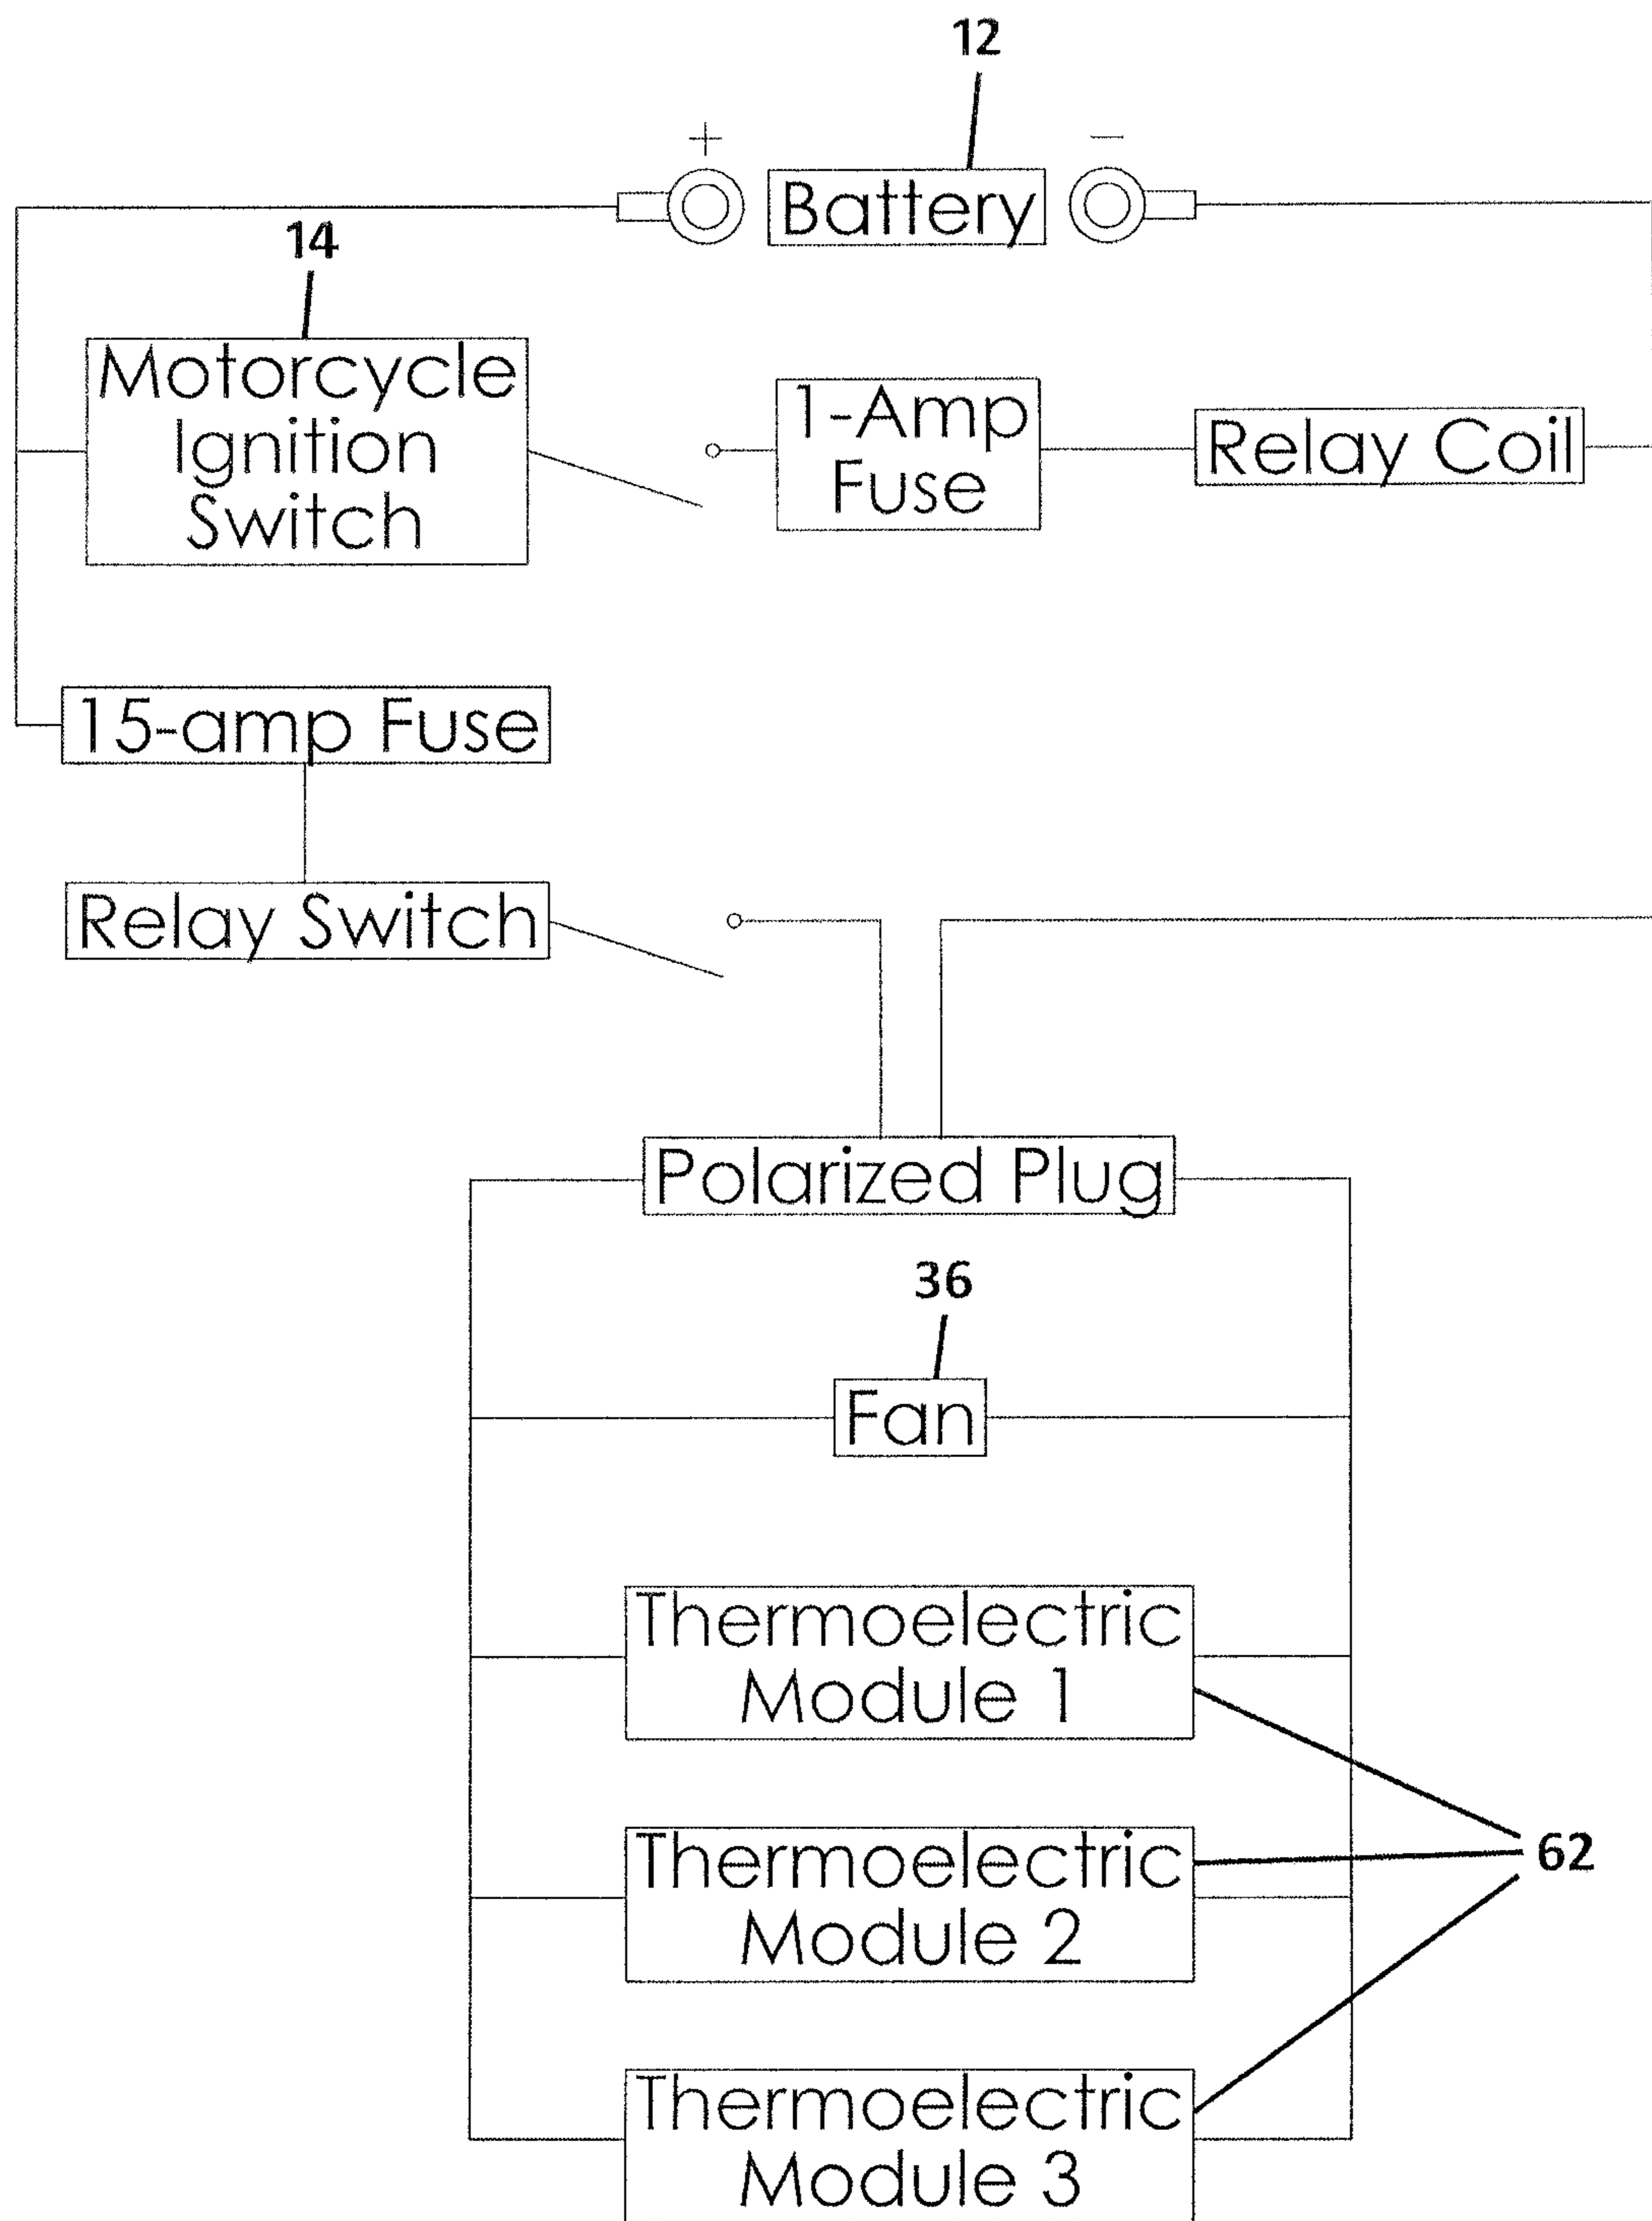 12
+
−
Battery
14
Motorcycle
Ignition
Switch
1-Amp
Fuse
Relay Coil
15-amp Fuse
Relay Switch
Polarized Plug
36
Fan
Thermoelectric
Module 1
Thermoelectric
Module 2
62
Thermoelectric
Module 3